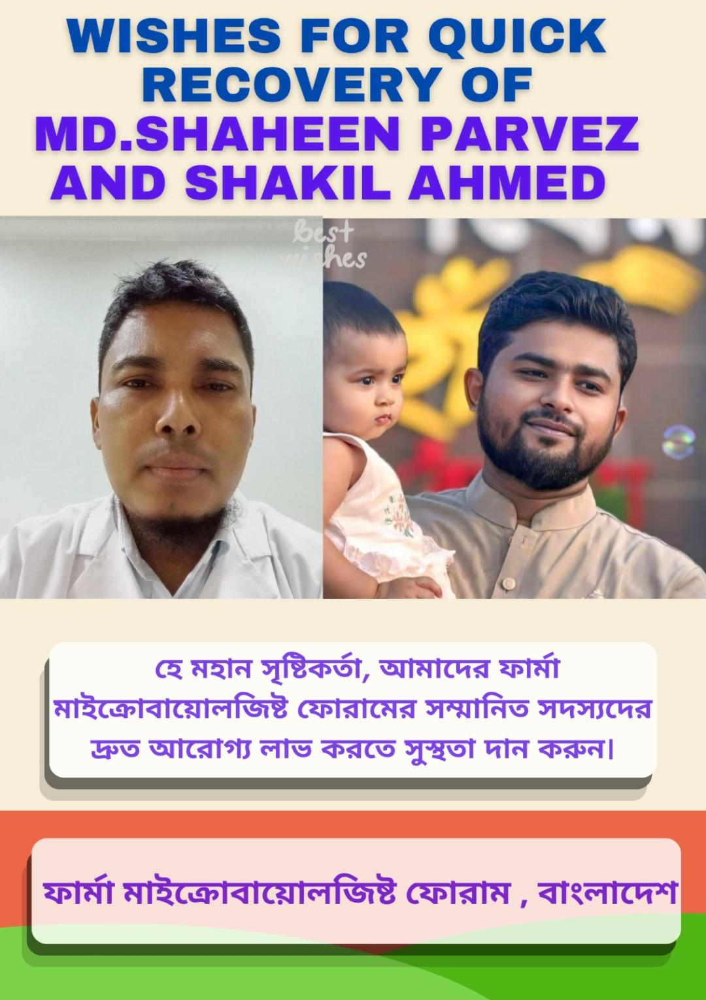 WISHES FOR QUICK
RECOVERY OF
MD.SHAHEEN PARVEZ
AND SHAKIL AHMED
best
wishes
হে মহান সৃষ্টিকর্তা, আমাদের ফার্মা
মাইক্রোবায়োলজিষ্ট ফোরামের সম্মানিত সদস্যদের
দ্রুত আরোগ্য লাভ করতে সুস্থতা দান করুন।
ফার্মা মাইক্রোবায়োলজিষ্ট ফোরাম , বাংলাদেশ